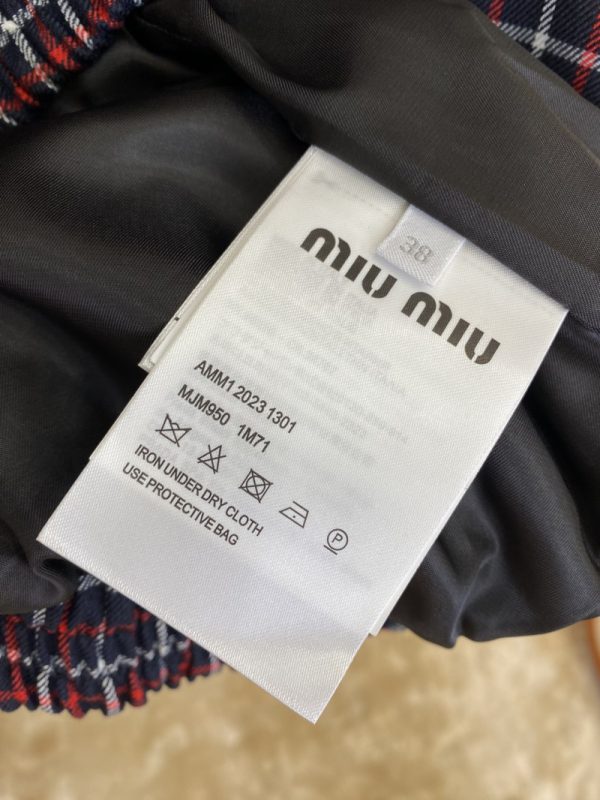 38
miu miu
AMM1 2023 1301
MJM950 1M71
P
IRON UNDER DRY CLOTH
USE PROTECTIVE BAG